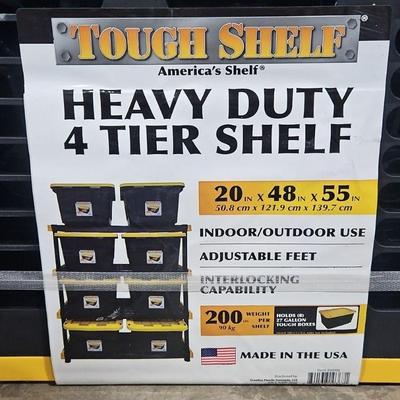 TOUGH SHELF®
America's Shelf®
HEAVY DUTY
4 TIER SHELF
20 IN X 48 IN X 55 IN
50.8 cm x 121.9 cm x 139.7 cm
INDOOR/OUTDOOR USE
ADJUSTABLE FEET
INTERLOCKING
CAPABILITY
200 lbs WEIGHT PER SHELF
90 kg
HOLDS (8)
27 GALLON
TOUGH BOXES
MADE IN THE USA
Distributed by: